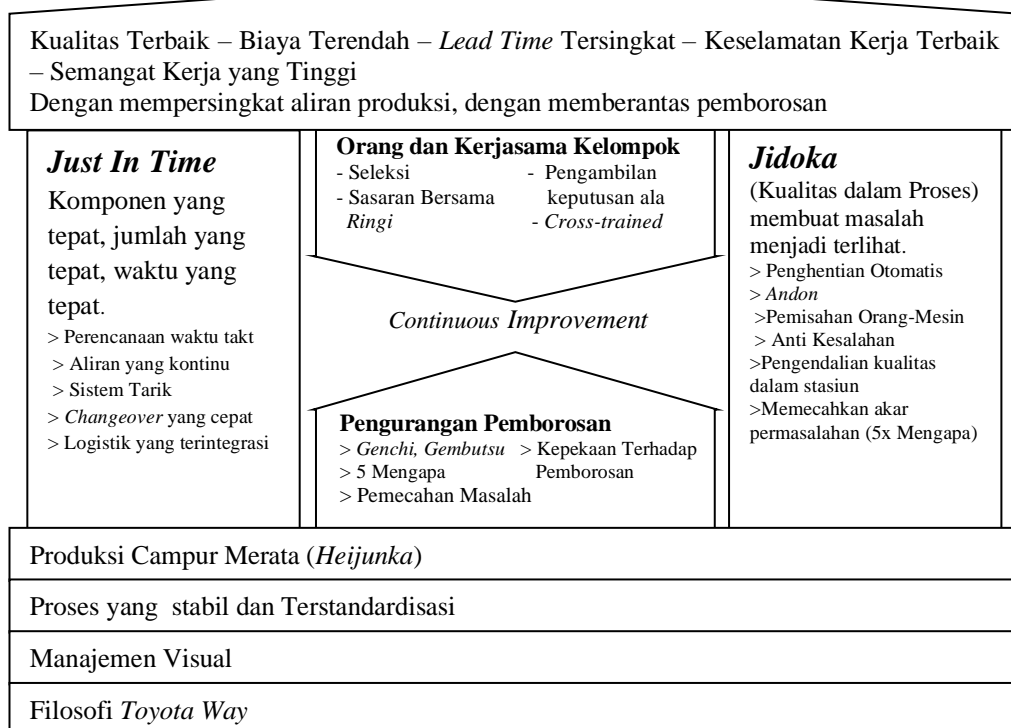 Kualitas Terbaik – Biaya Terendah – Lead Time Tersingkat – Keselamatan Kerja Terbaik
– Semangat Kerja yang Tinggi
Dengan mempersingkat aliran produksi, dengan memberantas pemborosan
Just In Time
Komponen yang
tepat, jumlah yang
tepat, waktu yang
tepat.
> Perencanaan waktu takt
> Aliran yang kontinu
> Sistem Tarik
> Changeover yang cepat
> Logistik yang terintegrasi
Orang dan Kerjasama Kelompok
- Seleksi - Pengambilan
- Sasaran Bersama keputusan ala
Ringi - Cross-trained
Continuous Improvement
Pengurangan Pemborosan
> Genchi, Gembutsu > Kepekaan Terhadap
> 5 Mengapa Pemborosan
> Pemecahan Masalah
Jidoka
(Kualitas dalam Proses)
membuat masalah
menjadi terlihat.
> Penghentian Otomatis
> Andon
>Pemisahan Orang-Mesin
> Anti Kesalahan
>Pengendalian kualitas
dalam stasiun
>Memecahkan akar
permasalahan (5x Mengapa)
Produksi Campur Merata (Heijunka)
Proses yang stabil dan Terstandardisasi
Manajemen Visual
Filosofi Toyota Way